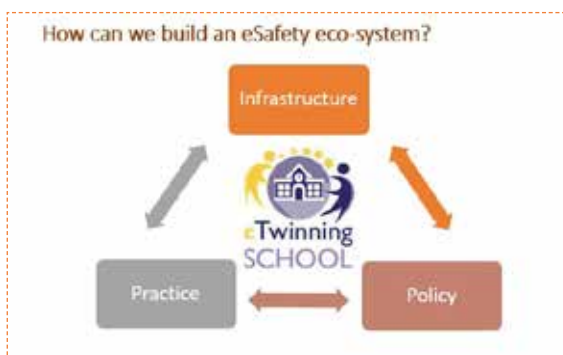 How can we build an eSafety eco-system?
Infrastructure
eTwinning
SCHOOL
Practice
Policy